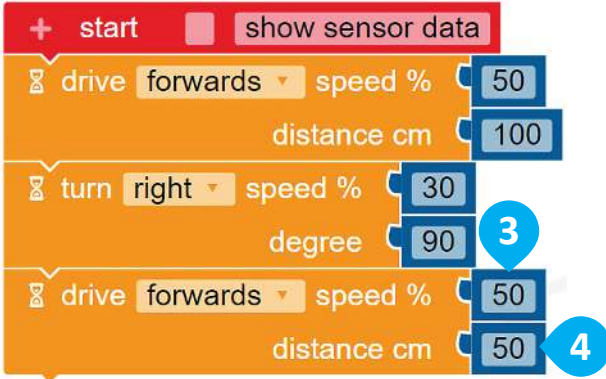 + start show sensor data
drive forwards speed % 50
distance cm 100
turn right speed % 30
degree 90
3
drive forwards speed % 50
distance cm 50
4